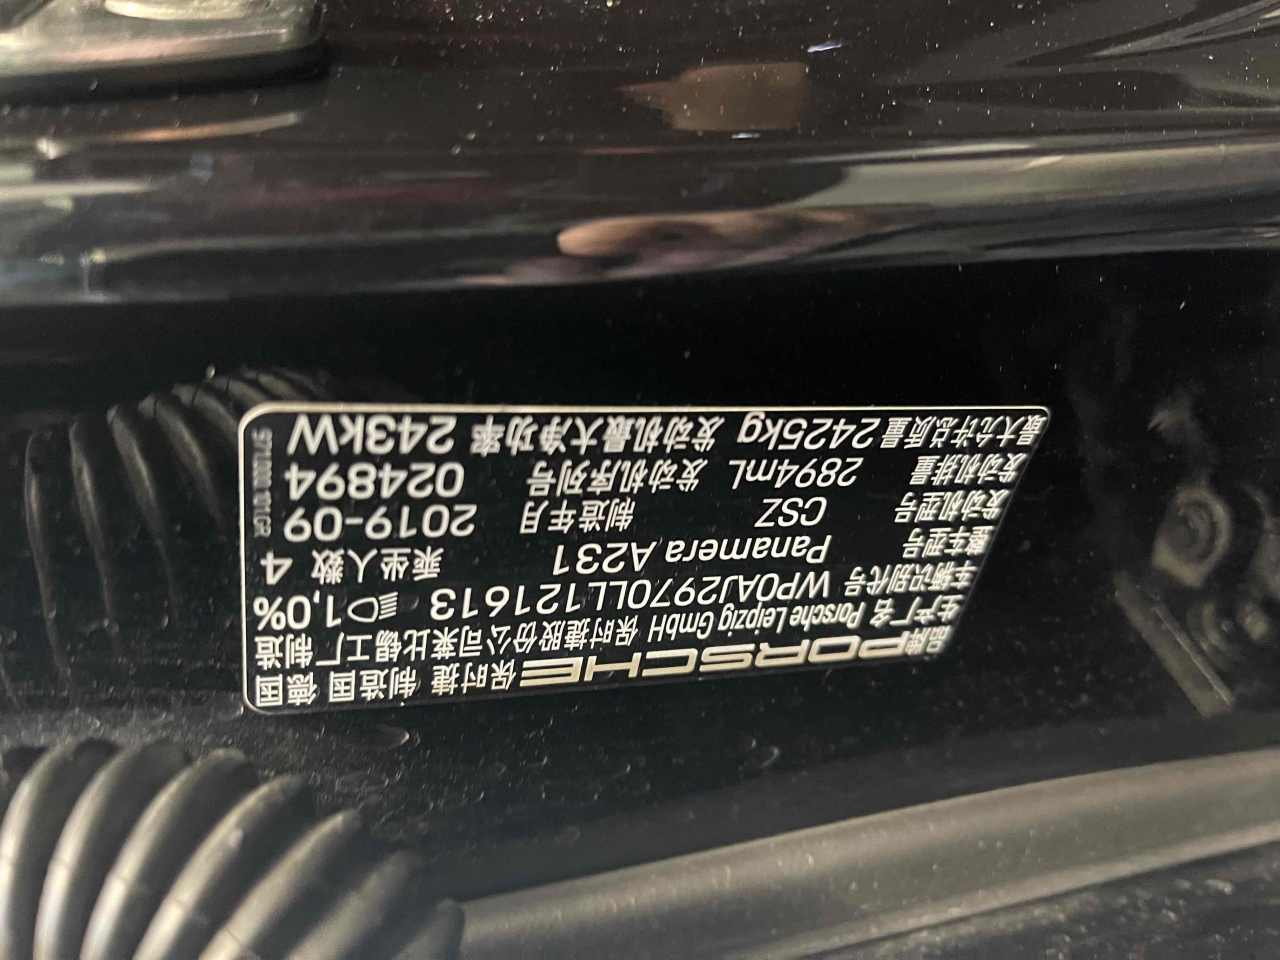 品牌 PORSCHE 保时捷 制造国 德国
生产厂名 Porsche Leipzig GmbH 保时捷股份公司莱比锡工厂制造
车辆识别代号 WP0AJ2970LL121613 1,0%
整车型号 Panamera A231 乘坐人数 4
发动机型号 CSZ 制造年月 2019-09
发动机排量 2894mL 发动机序列号 024894
最大允许总质量 2425kg 发动机最大净功率 243kW